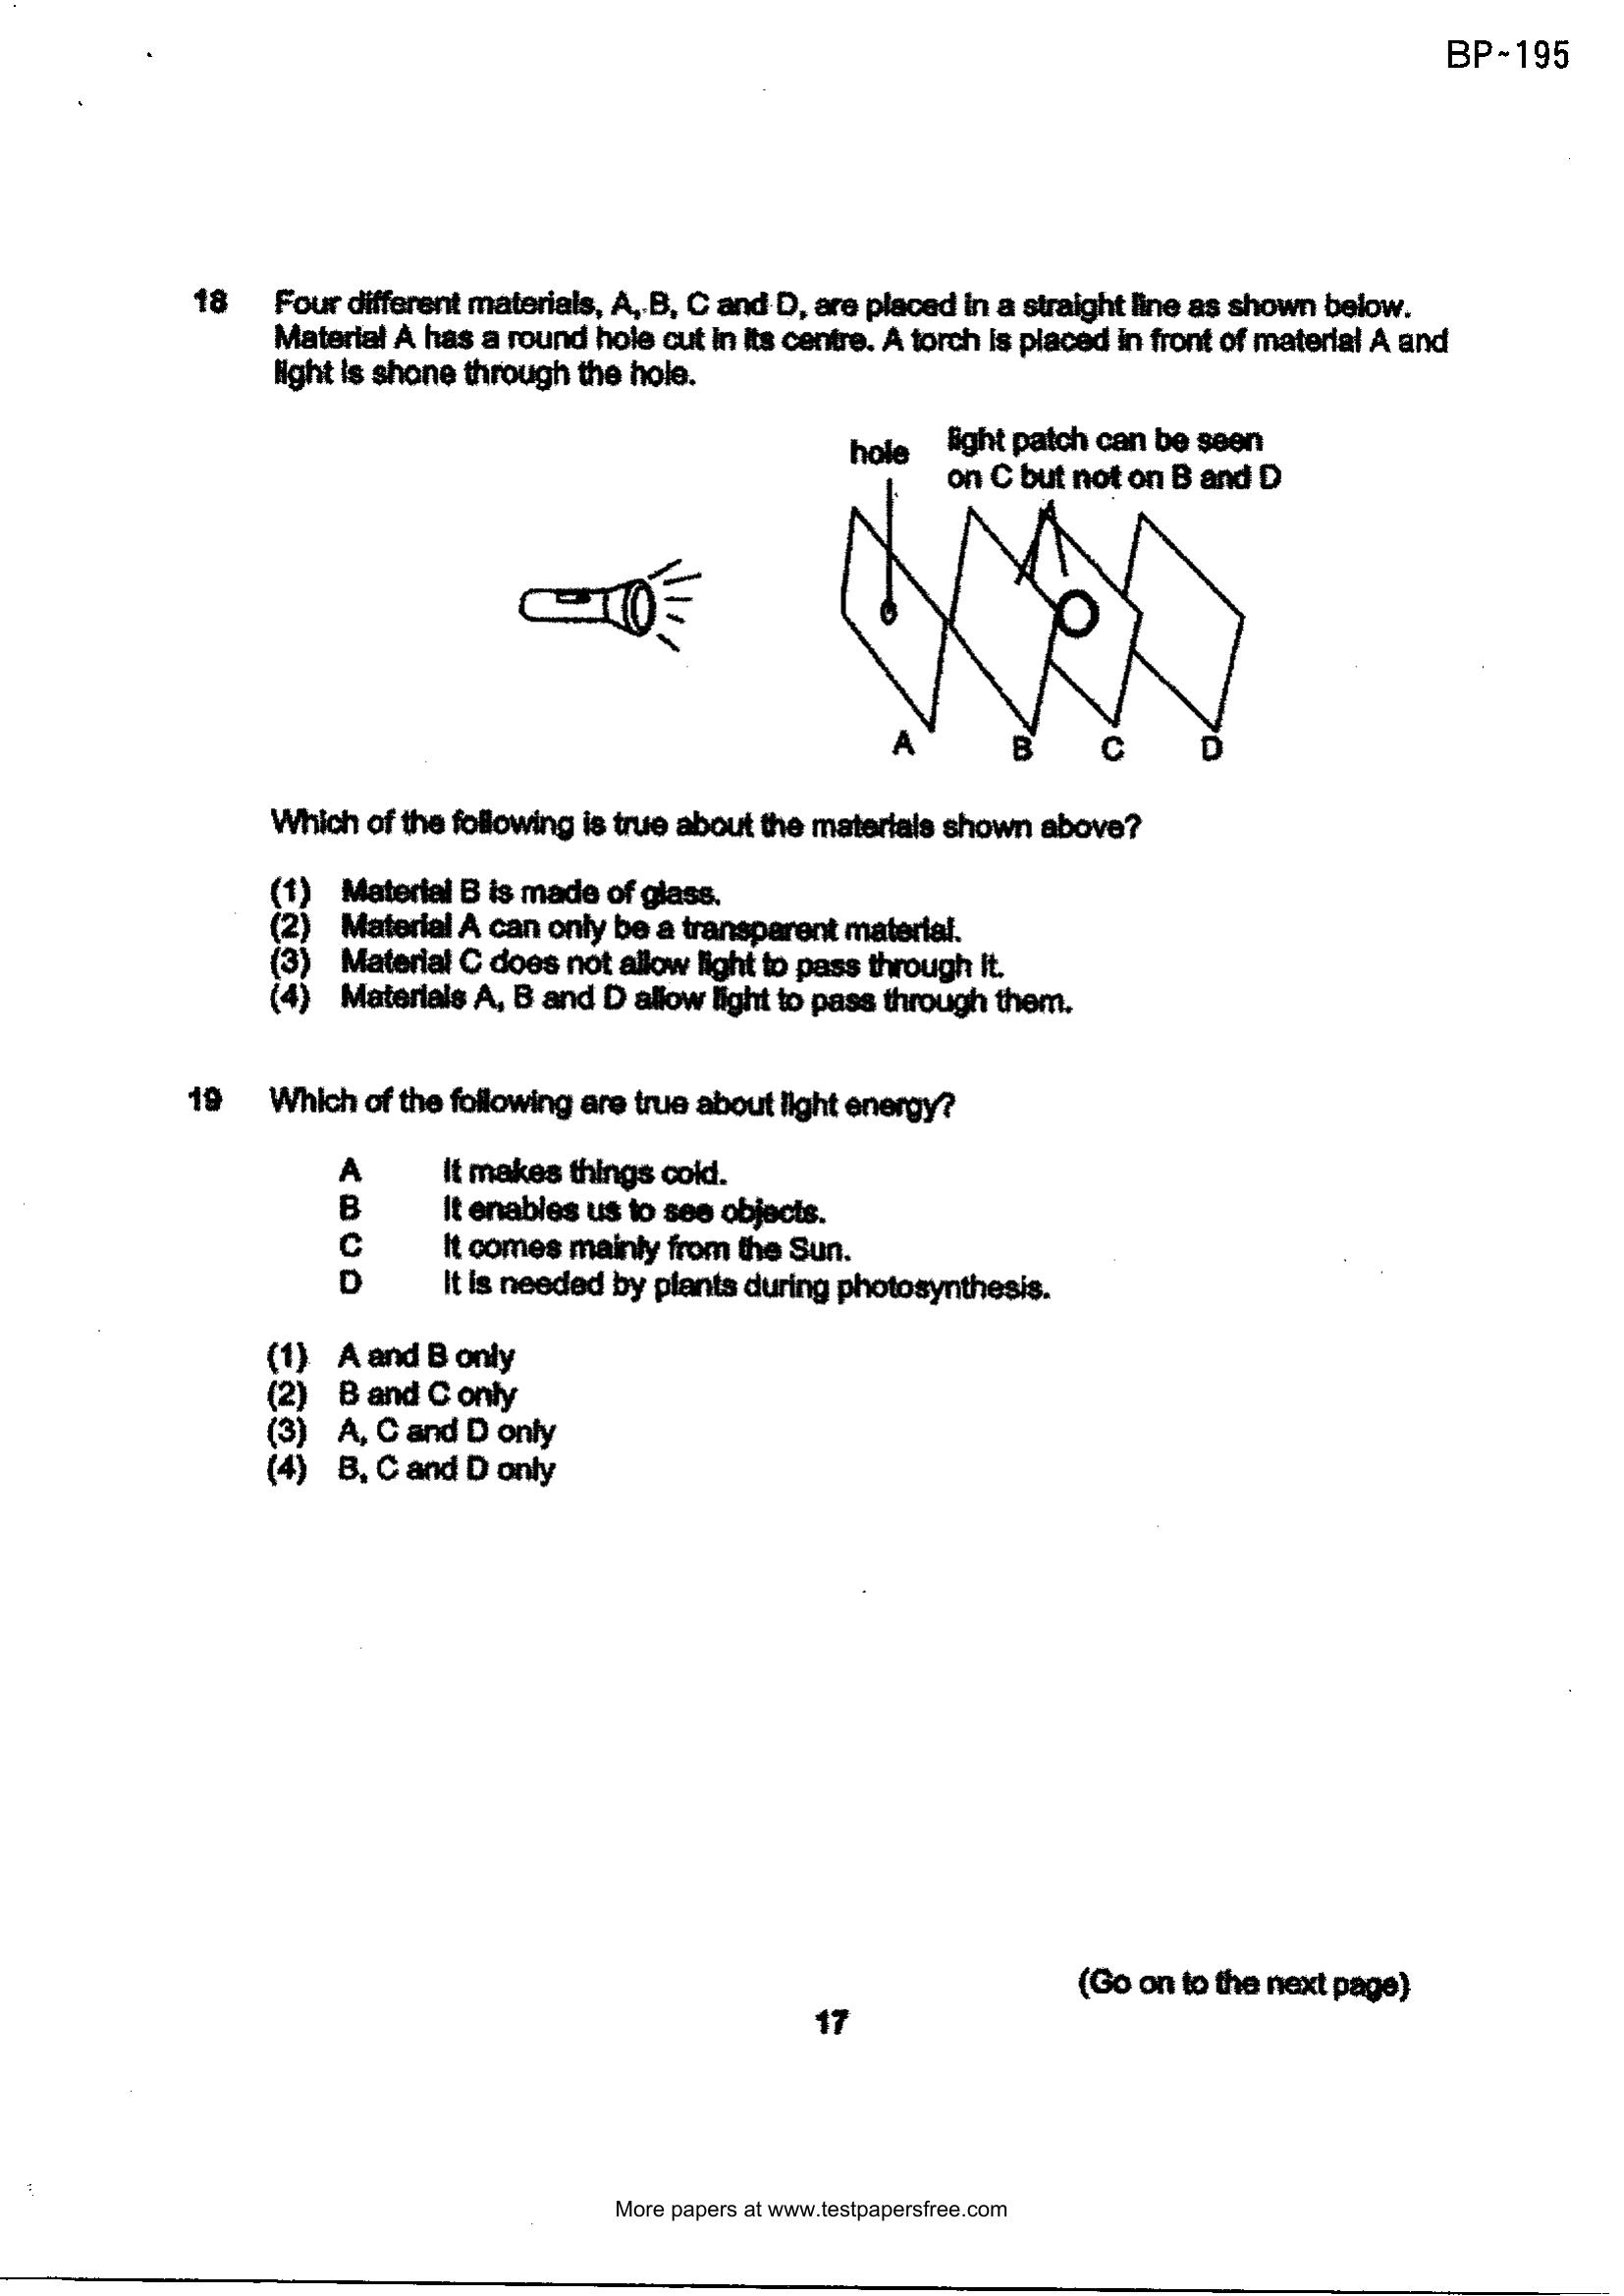 BP~195
18 Four different materials, A, B, C and D, are placed in a straight line as shown below.
Material A has a round hole cut in its centre. A torch is placed in front of material A and
light is shone through the hole.
hole
light patch can be seen
on C but not on B and D
A B C D
Which of the following is true about the materials shown above?
(1) Material B is made of glass.
(2) Material A can only be a transparent material.
(3) Material C does not allow light to pass through it.
(4) Materials A, B and D allow light to pass through them.
19 Which of the following are true about light energy?
A It makes things cold.
B It enables us to see objects.
C It comes mainly from the Sun.
D It is needed by plants during photosynthesis.
(1) A and B only
(2) B and C only
(3) A, C and D only
(4) B, C and D only
(Go on to the next page)
17
More papers at www.testpapersfree.com